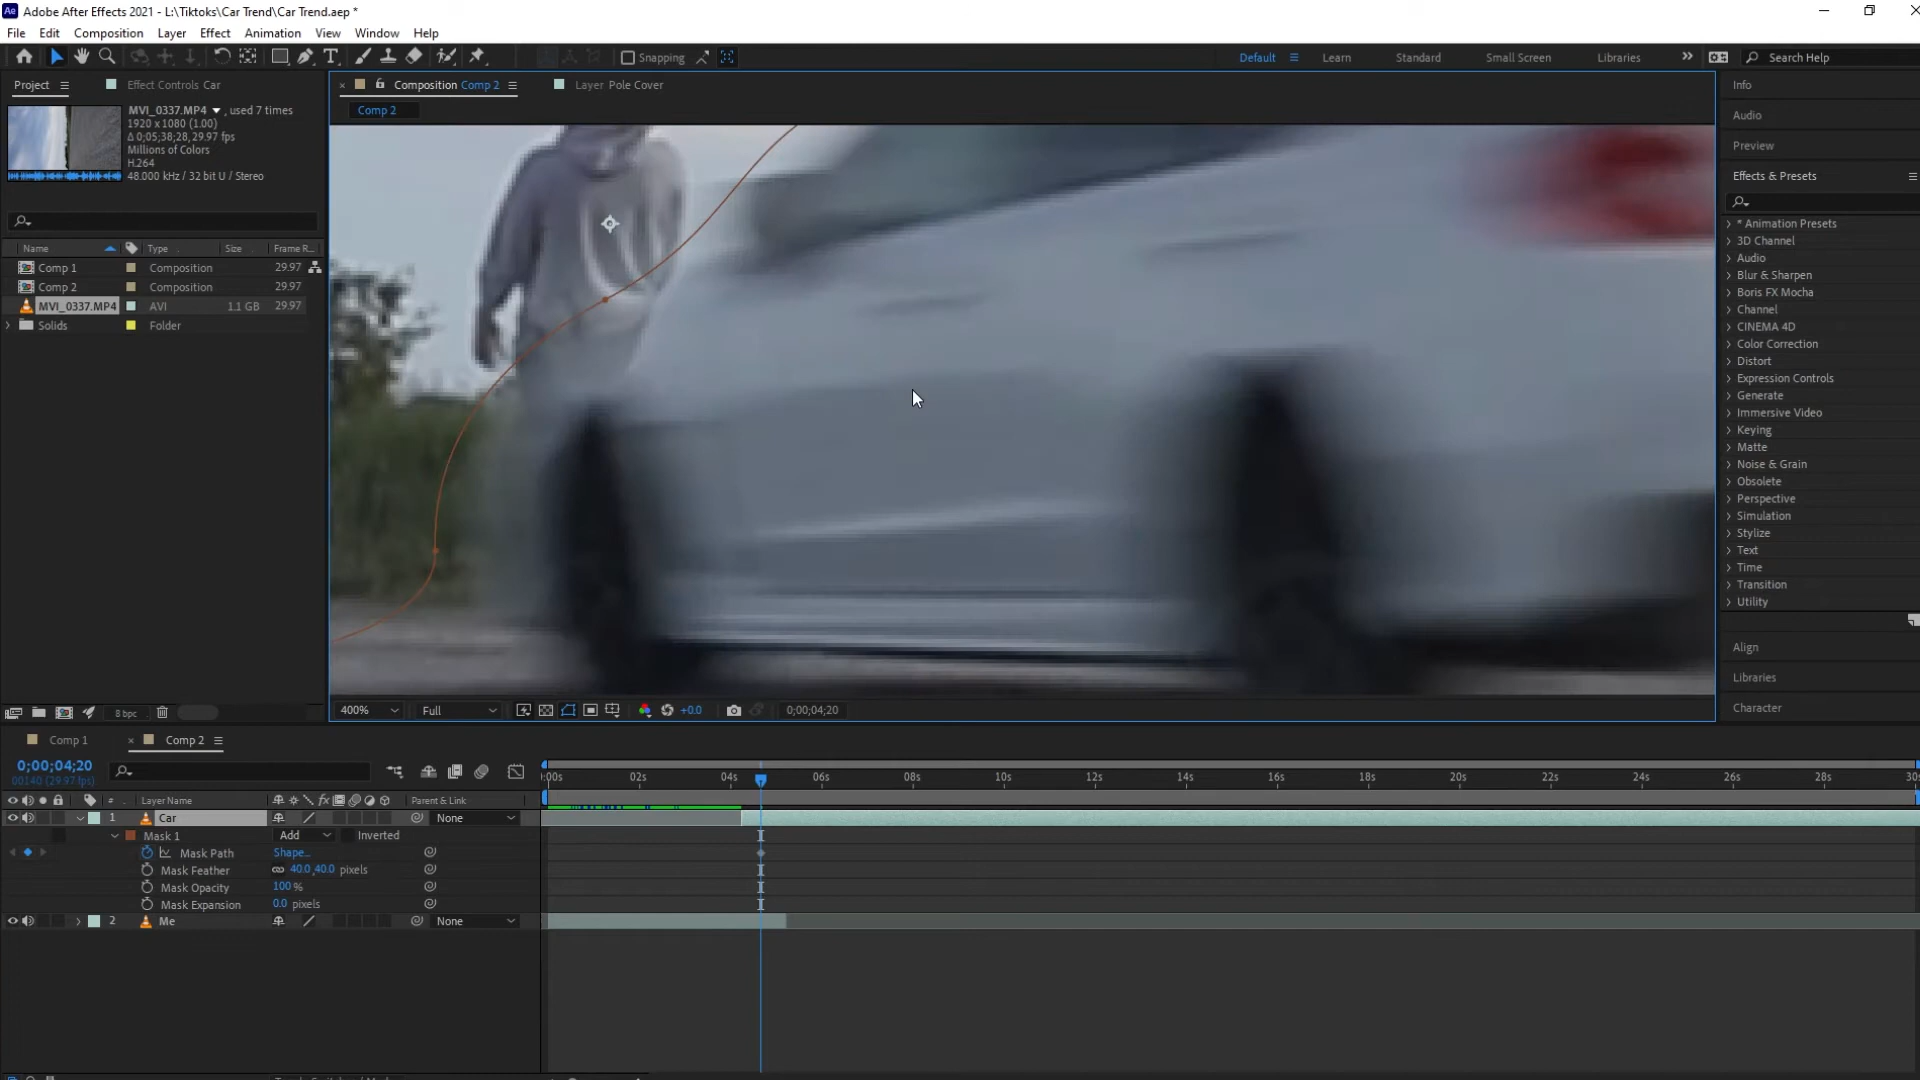 Adobe After Effects 2021 - L:\Tiktoks\Car Trend\Car Trend.aep *
File Edit Composition Layer Effect Animation View Window Help
Snapping Default Learn Standard Small Screen Libraries Search Help
Project Effect Controls Car
Composition Comp 2 Layer Pole Cover
Comp 2
MVI_0337.MP4 , used 7 times
1920 x 1080 (1.00)
Δ 0;05;38;28, 29.97 fps
Millions of Colors
H.264
48.000 kHz / 32 bit U / Stereo
Name Type Size Frame R...
Comp 1 Composition 29.97
Comp 2 Composition 29.97
MVI_0337.MP4 AVI 1.1 GB 29.97
Solids Folder
8 bpc
400% Full +0.0 0;00;04;20
Info
Audio
Preview
Effects & Presets
* Animation Presets
3D Channel
Audio
Blur & Sharpen
Boris FX Mocha
Channel
CINEMA 4D
Color Correction
Distort
Expression Controls
Generate
Immersive Video
Keying
Matte
Noise & Grain
Obsolete
Perspective
Simulation
Stylize
Text
Time
Transition
Utility
Align
Libraries
Character
Comp 1 Comp 2
0;00;04;20
00140 (29.97 fps)
:00s 02s 04s 06s 08s 10s 12s 14s 16s 18s 20s 22s 24s 26s 28s 30s
# Layer Name Parent & Link
1 Car None
Mask 1 Add Inverted
Mask Path Shape...
Mask Feather 40.0,40.0 pixels
Mask Opacity 100 %
Mask Expansion 0.0 pixels
2 Me None